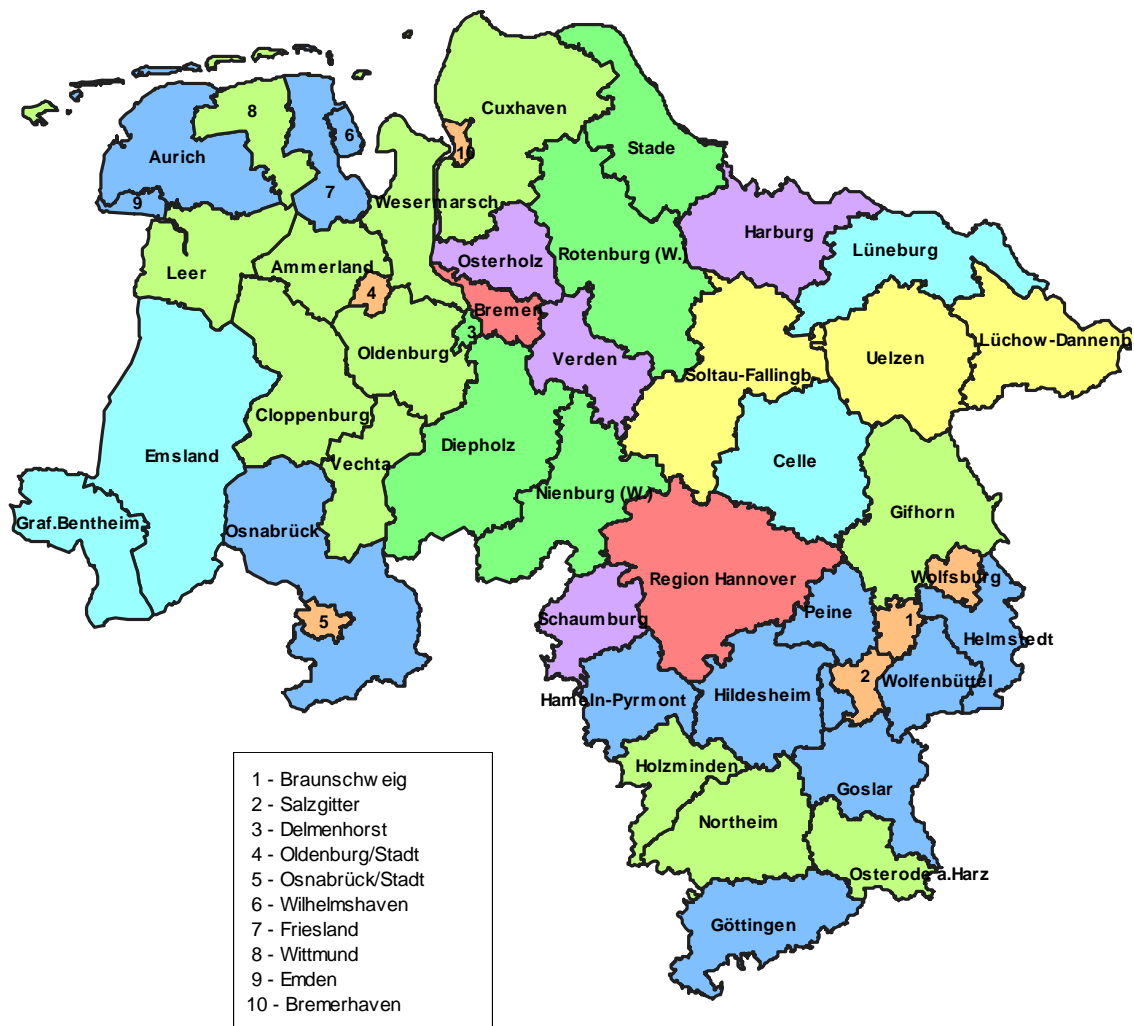 Cuxhaven
8
6
10
Stade
Aurich
7
9
Wesermarsch
Harburg
Rotenburg (W.)
Lüneburg
Osterholz
Leer
Ammerland
4
Bremen
3
Lüchow-Dannenb
Oldenburg
Verden
Uelzen
Soltau-Fallingb.
Cloppenburg
Diepholz
Vechta
Celle
Emsland
Nienburg (W.)
Gifhorn
Graf.Bentheim
Osnabrück
Region Hannover
Wolfsburg
Peine
1
5
Schaumburg
Helmstedt
2
Wolfenbüttel
Hameln-Pyrmont
Hildesheim
Holzminden
Goslar
Northeim
Osterode a.Harz
Göttingen
1 - Braunschweig
2 - Salzgitter
3 - Delmenhorst
4 - Oldenburg/Stadt
5 - Osnabrück/Stadt
6 - Wilhelmshaven
7 - Friesland
8 - Wittmund
9 - Emden
10 - Bremerhaven